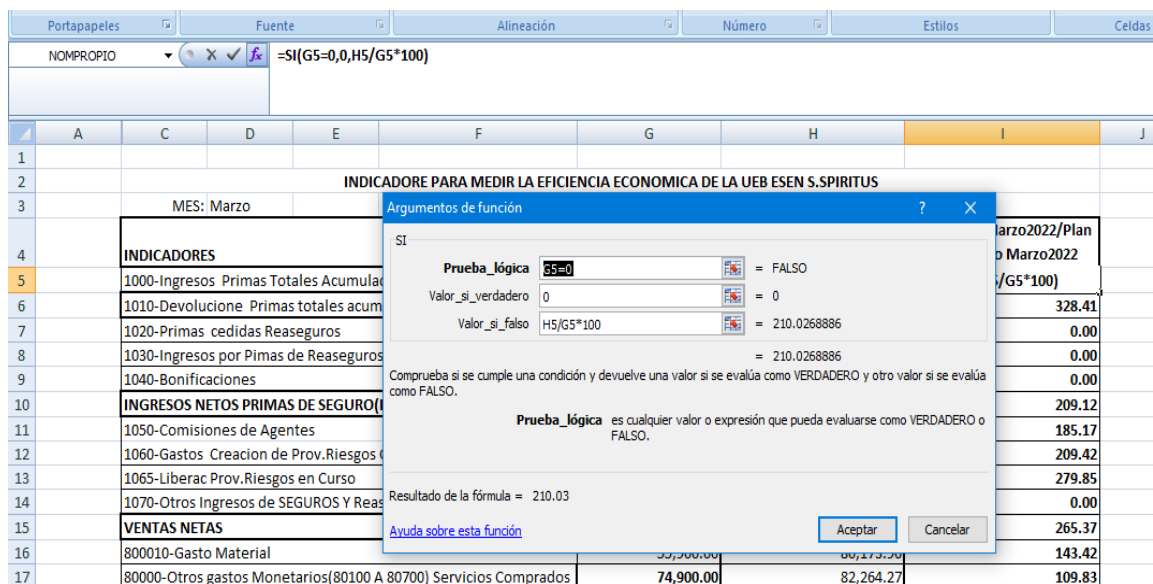 Portapapeles Fuente Alineación Número Estilos Celdas
NOMPROPIO fx =SI(G5=0,0,H5/G5*100)
A C D E F G H I J
1
2 INDICADORE PARA MEDIR LA EFICIENCIA ECONOMICA DE LA UEB ESEN S.SPIRITUS
3 MES: Marzo
Argumentos de función ? X
SI
Prueba_lógica G5=0 = FALSO
Valor_si_verdadero 0 = 0
Valor_si_falso H5/G5*100 = 210.0268886
= 210.0268886
Comprueba si se cumple una condición y devuelve una valor si se evalúa como VERDADERO y otro valor si se evalúa
como FALSO.
Prueba_lógica es cualquier valor o expresión que pueda evaluarse como VERDADERO o
FALSO.
Resultado de la fórmula = 210.03
Ayuda sobre esta función Aceptar Cancelar
arzo2022/Plan
4 INDICADORES o Marzo2022
5 1000-Ingresos Primas Totales Acumulad /G5*100)
6 1010-Devolucione Primas totales acum 328.41
7 1020-Primas cedidas Reaseguros 0.00
8 1030-Ingresos por Pimas de Reaseguros 0.00
9 1040-Bonificaciones 0.00
10 INGRESOS NETOS PRIMAS DE SEGURO( 209.12
11 1050-Comisiones de Agentes 185.17
12 1060-Gastos Creacion de Prov.Riesgos 209.42
13 1065-Liberac Prov.Riesgos en Curso 279.85
14 1070-Otros Ingresos de SEGUROS Y Reas 0.00
15 VENTAS NETAS 265.37
16 800010-Gasto Material 143.42
17 80000-Otros gastos Monetarios(80100 A 80700) Servicios Comprados 74,900.00 82,264.27 109.83